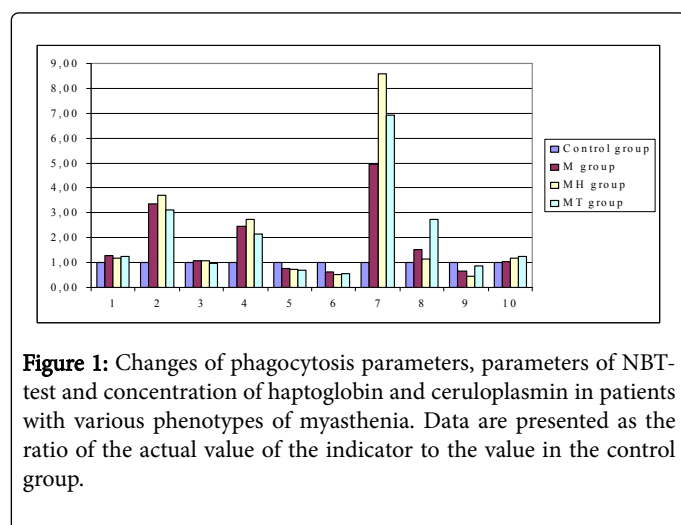 9,00
8,00
7,00
6,00
5,00
4,00
3,00
2,00
1,00
0,00
1 2 3 4 5 6 7 8 9 10
Control group
M group
MH group
MT group
Figure 1: Changes of phagocytosis parameters, parameters of NBT-
test and concentration of haptoglobin and ceruloplasmin in patients
with various phenotypes of myasthenia. Data are presented as the
ratio of the actual value of the indicator to the value in the control
group.